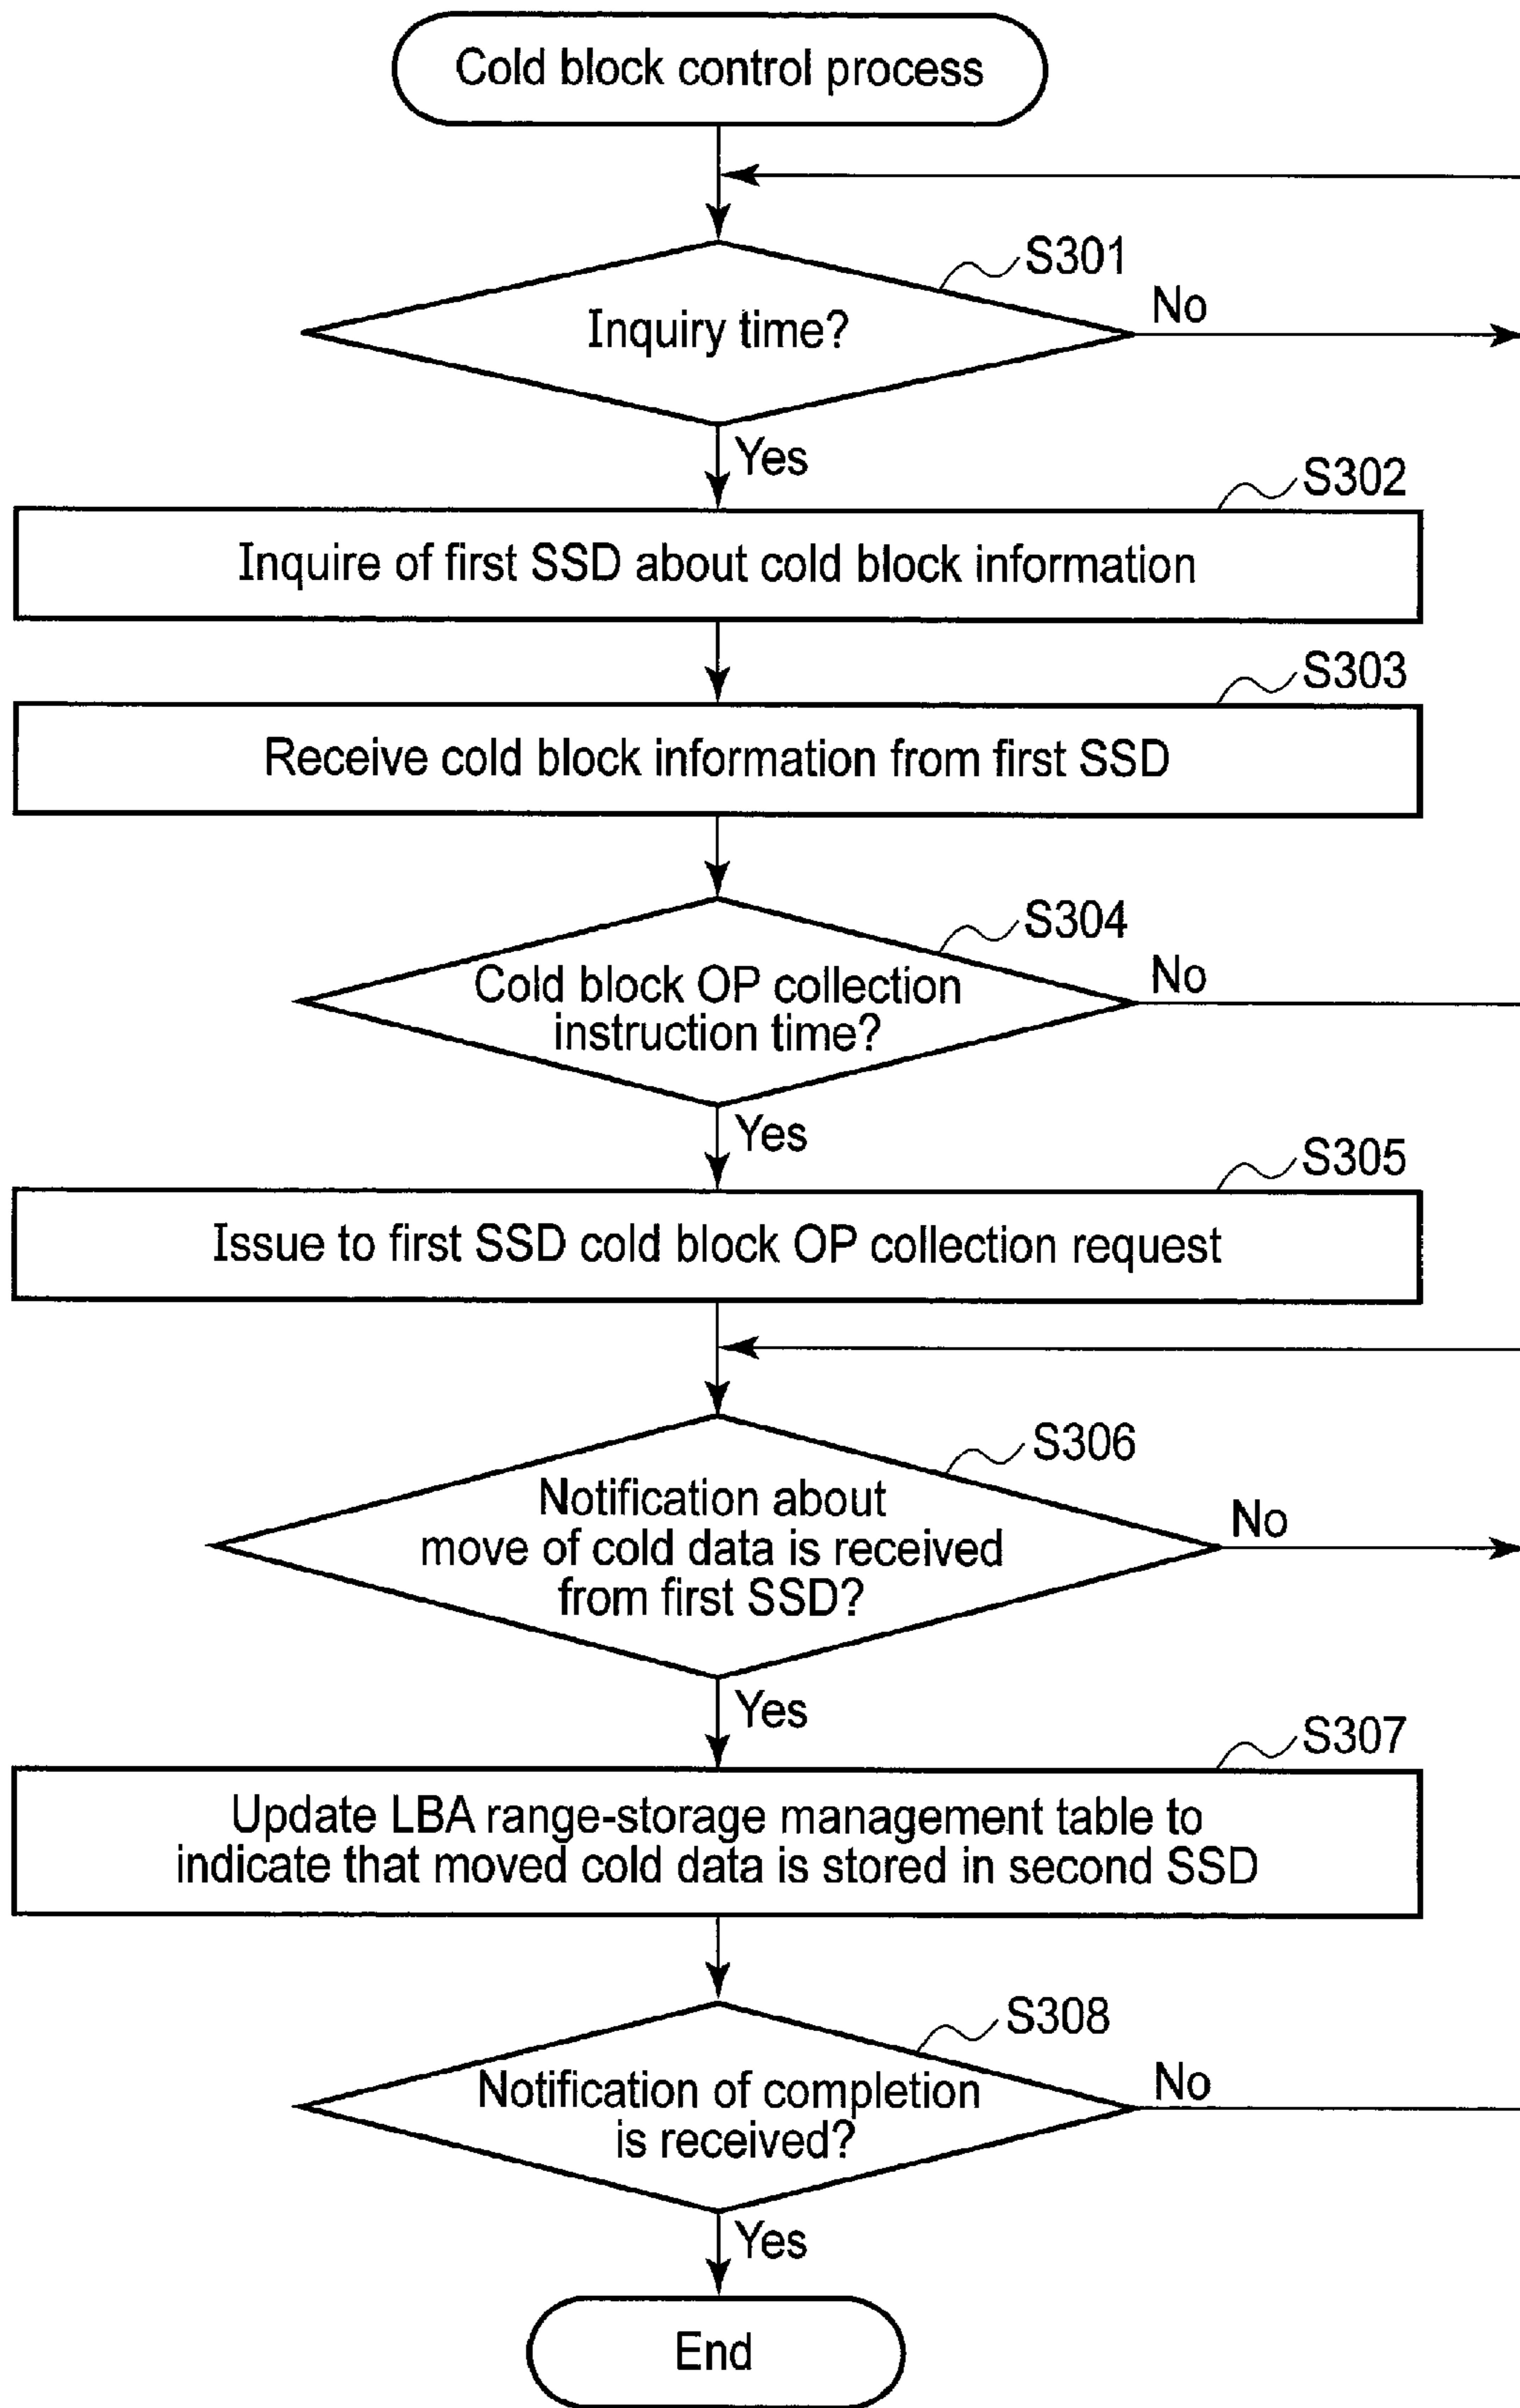 Cold block control process
S301
Inquiry time?
No
Yes
S302
Inquire of first SSD about cold block information
S303
Receive cold block information from first SSD
S304
Cold block OP collection
instruction time?
No
Yes
S305
Issue to first SSD cold block OP collection request
S306
Notification about
move of cold data is received
from first SSD?
No
Yes
S307
Update LBA range-storage management table to
indicate that moved cold data is stored in second SSD
S308
Notification of completion
is received?
No
Yes
End